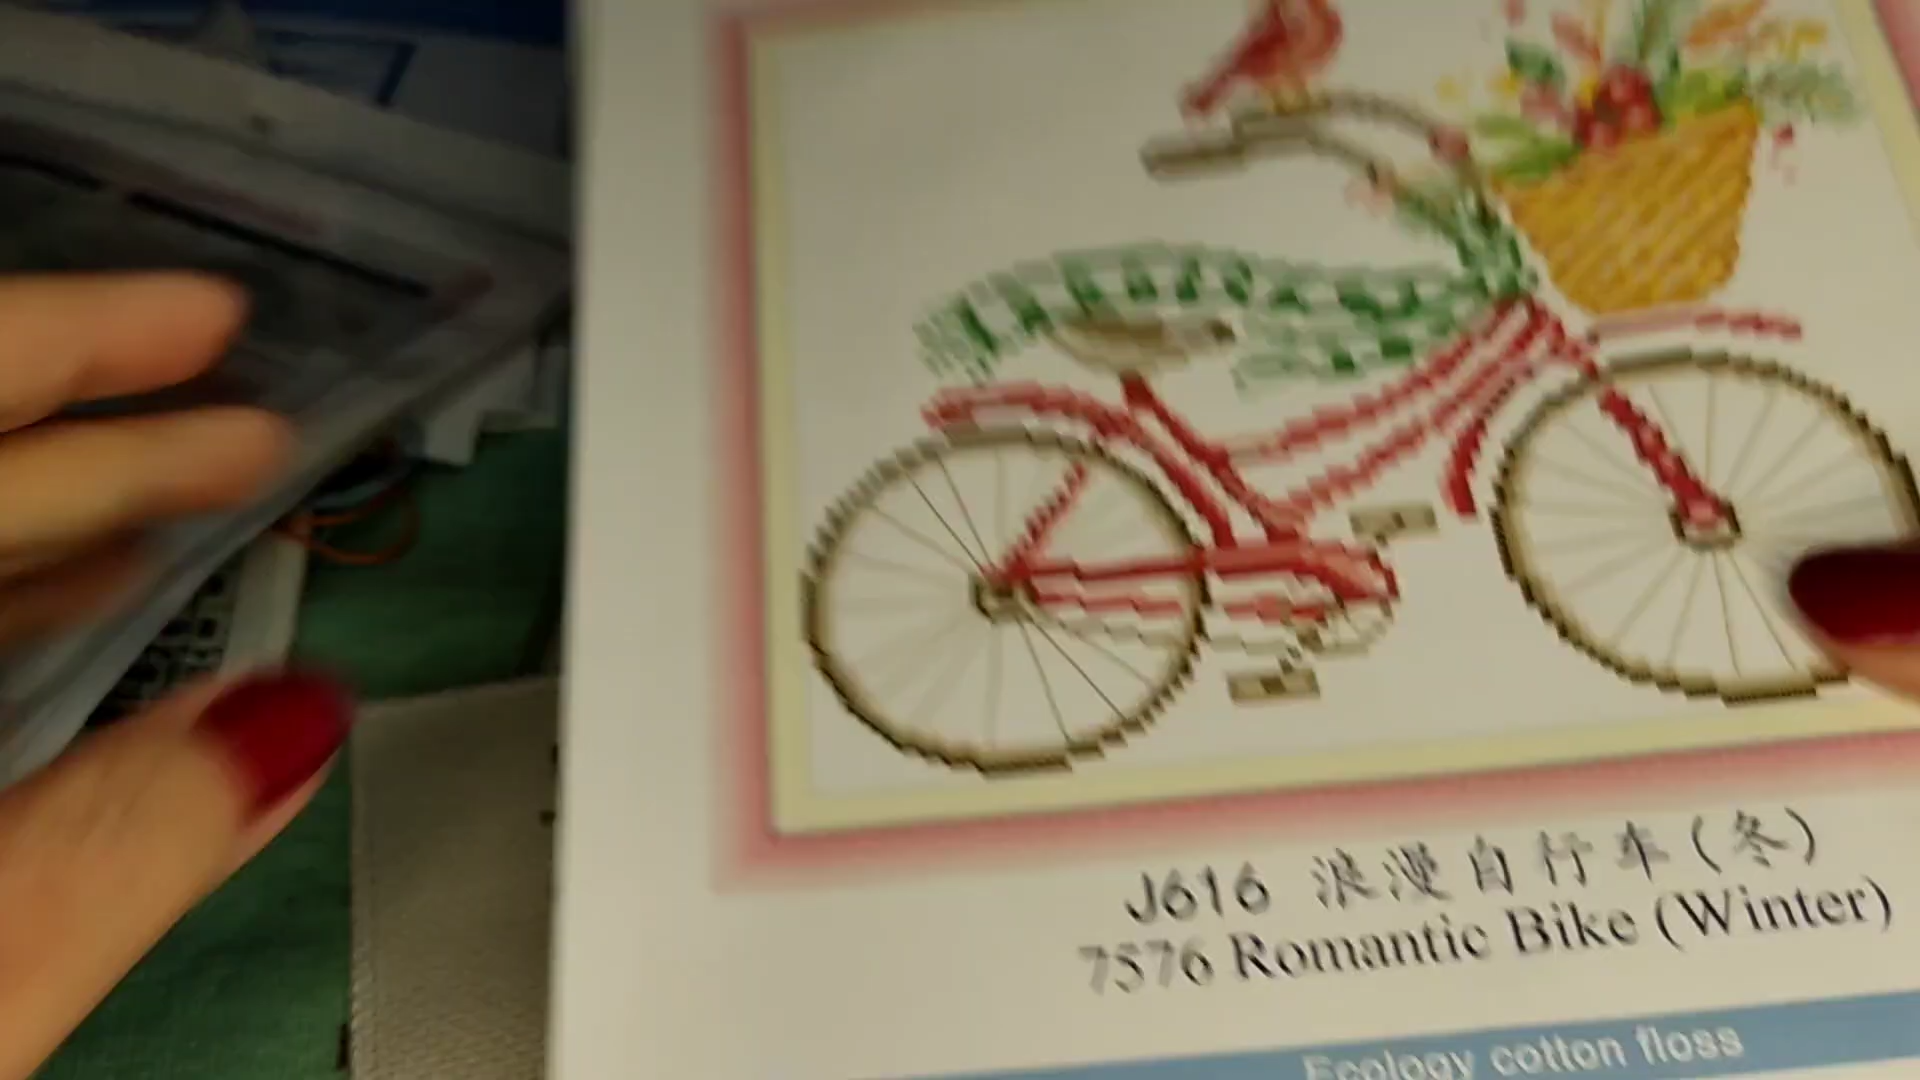 J616 浪漫自行车(冬)
7576 Romantic Bike (Winter)
Ecology cotton floss